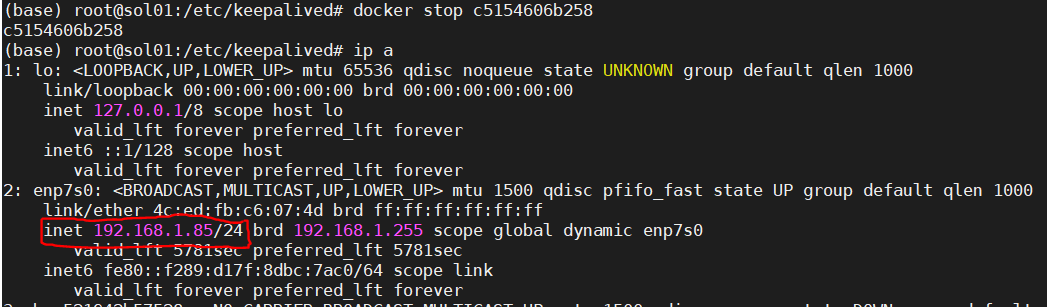 (base) root@sol01:/etc/keepalived# docker stop c5154606b258
c5154606b258
(base) root@sol01:/etc/keepalived# ip a
1: lo: <LOOPBACK,UP,LOWER_UP> mtu 65536 qdisc noqueue state UNKNOWN group default qlen 1000
link/loopback 00:00:00:00:00:00 brd 00:00:00:00:00:00
inet 127.0.0.1/8 scope host lo
valid_lft forever preferred_lft forever
inet6 ::1/128 scope host
valid_lft forever preferred_lft forever
2: enp7s0: <BROADCAST,MULTICAST,UP,LOWER_UP> mtu 1500 qdisc pfifo_fast state UP group default qlen 1000
link/ether 4c:ed:fb:c6:07:4d brd ff:ff:ff:ff:ff:ff
inet 192.168.1.85/24 brd 192.168.1.255 scope global dynamic enp7s0
valid_lft 5781sec preferred_lft 5781sec
inet6 fe80::f289:d17f:8dbc:7ac0/64 scope link
valid_lft forever preferred_lft forever